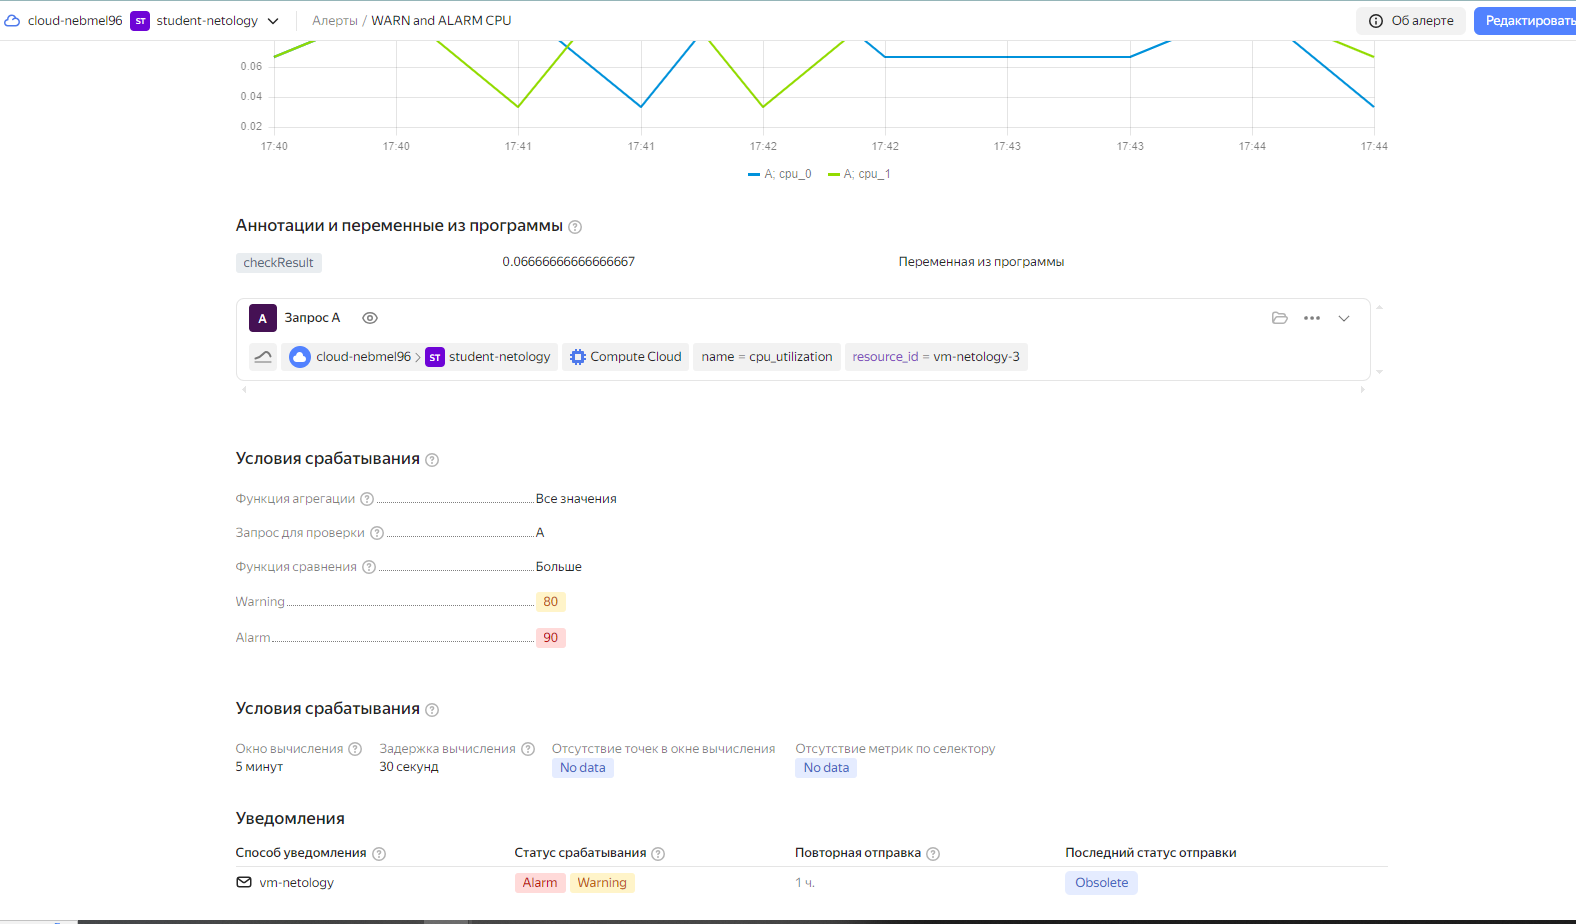 cloud-nebmel96 ST student-netology Алерты / WARN and ALARM CPU Об алерте Редактировать
0.06
0.04
0.02
17:40 17:40 17:41 17:41 17:42 17:42 17:43 17:43 17:44 17:44
A; cpu_0 A; cpu_1
Аннотации и переменные из программы ?
checkResult 0.06666666666666667 Переменная из программы
A Запрос A
cloud-nebmel96 > ST student-netology Compute Cloud name = cpu_utilization resource_id = vm-netology-3
Условия срабатывания ?
Функция агрегации ? Все значения
Запрос для проверки ? A
Функция сравнения ? Больше
Warning 80
Alarm 90
Условия срабатывания ?
Окно вычисления ? Задержка вычисления ? Отсутствие точек в окне вычисления Отсутствие метрик по селектору
5 минут 30 секунд No data No data
Уведомления
Способ уведомления ? Статус срабатывания ? Повторная отправка ? Последний статус отправки
vm-netology Alarm Warning 1 ч. Obsolete